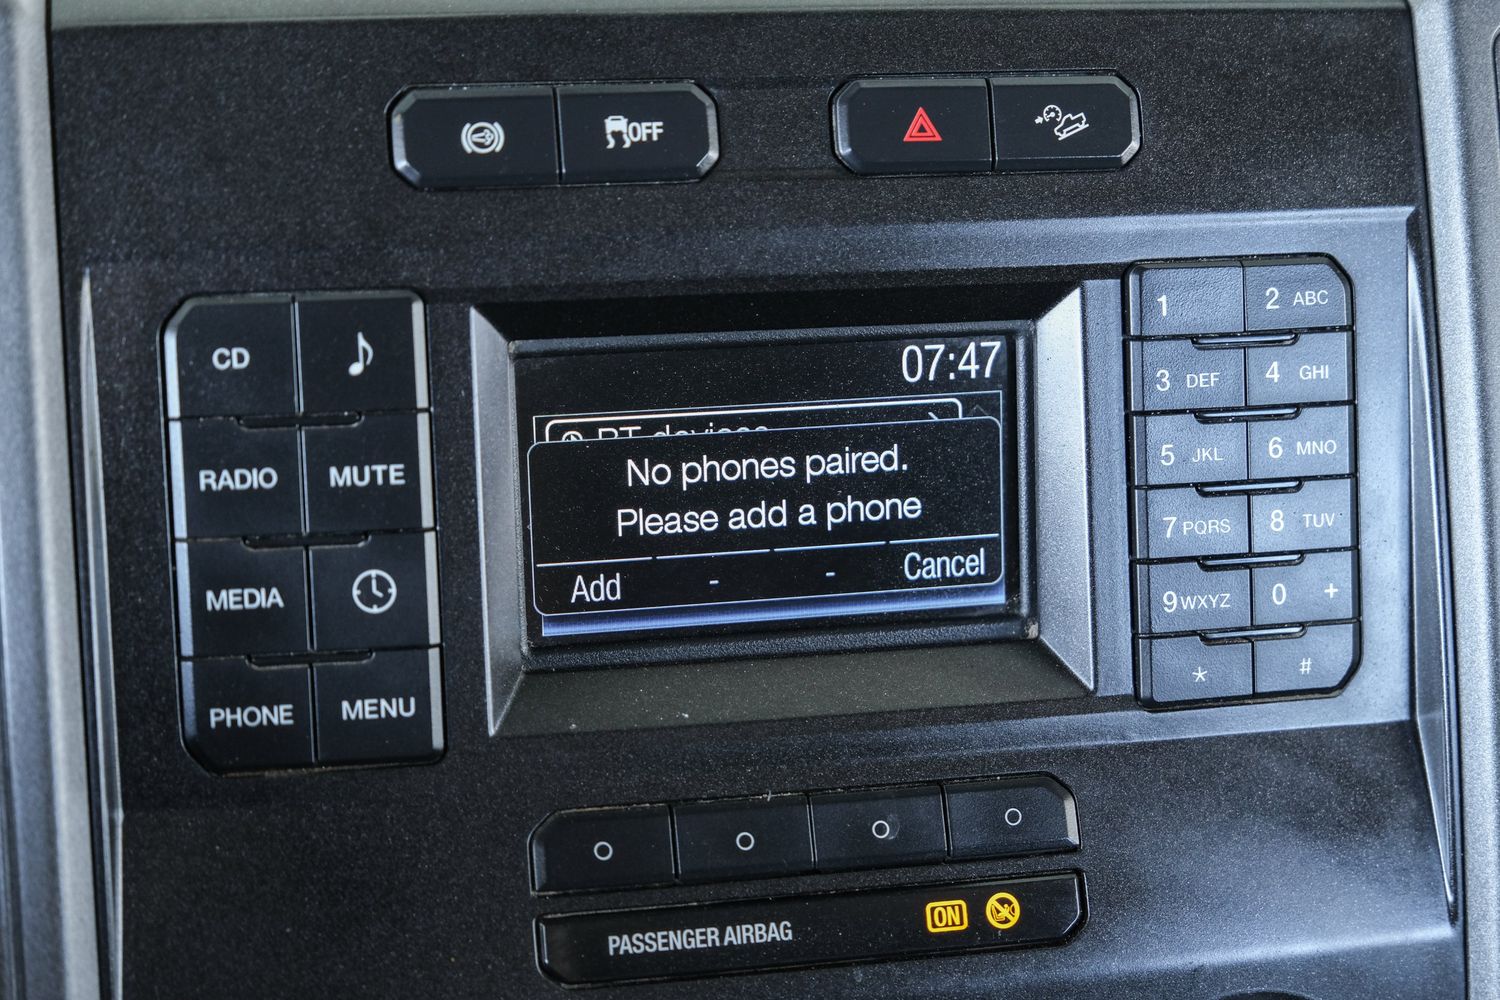 OFF
07:47
BT devices
No phones paired.
Please add a phone
Add - - Cancel
CD
RADIO MUTE
MEDIA
PHONE MENU
1 2 ABC
3 DEF 4 GHI
5 JKL 6 MNO
7 PQRS 8 TUV
9 WXYZ 0 +
* #
PASSENGER AIRBAG ON